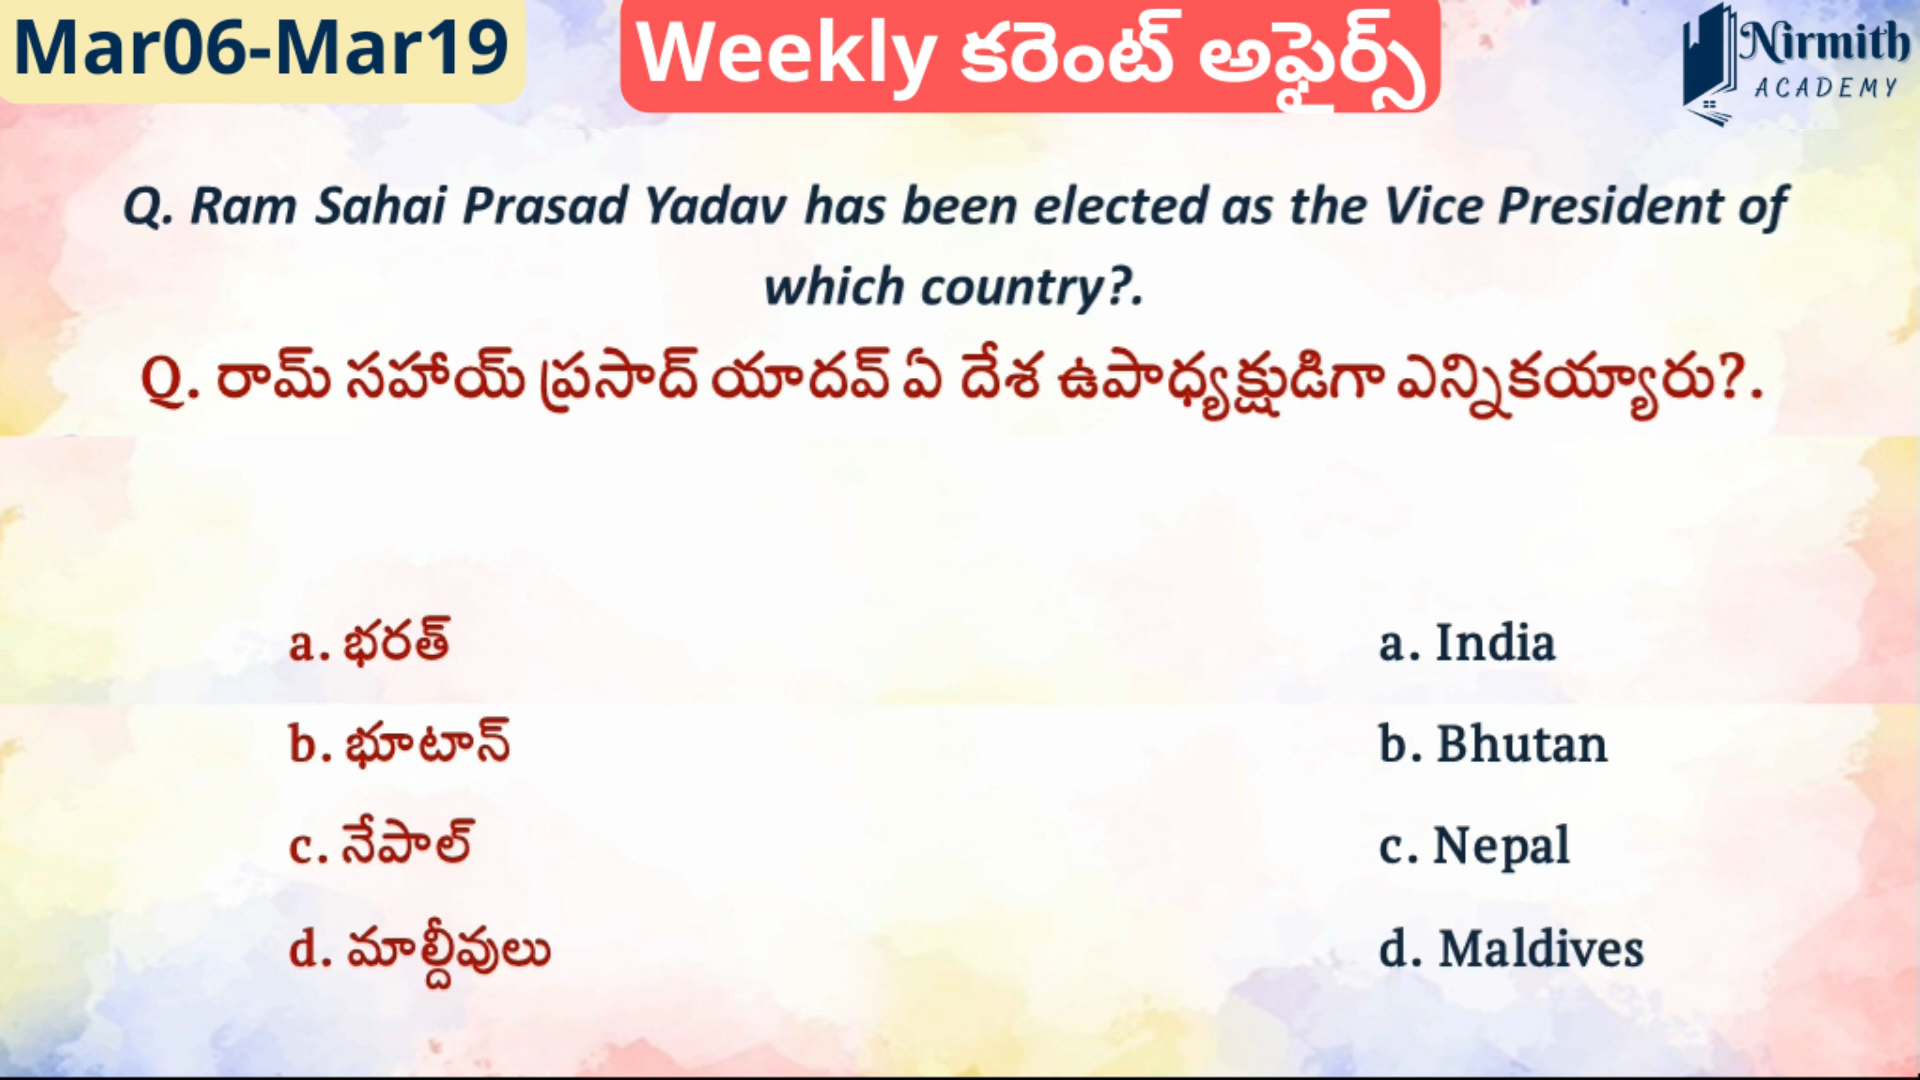 Mar06-Mar19
Weekly కరెంట్ అఫైర్స్
Nirmith
ACADEMY
Q. Ram Sahai Prasad Yadav has been elected as the Vice President of
which country?.
Q. రామ్ సహాయ్ ప్రసాద్ యాదవ్ ఏ దేశ ఉపాధ్యక్షుడిగా ఎన్నికయ్యారు?.
a. భరత్
b. భూటాన్
c. నేపాల్
d. మాల్దీవులు
a. India
b. Bhutan
c. Nepal
d. Maldives